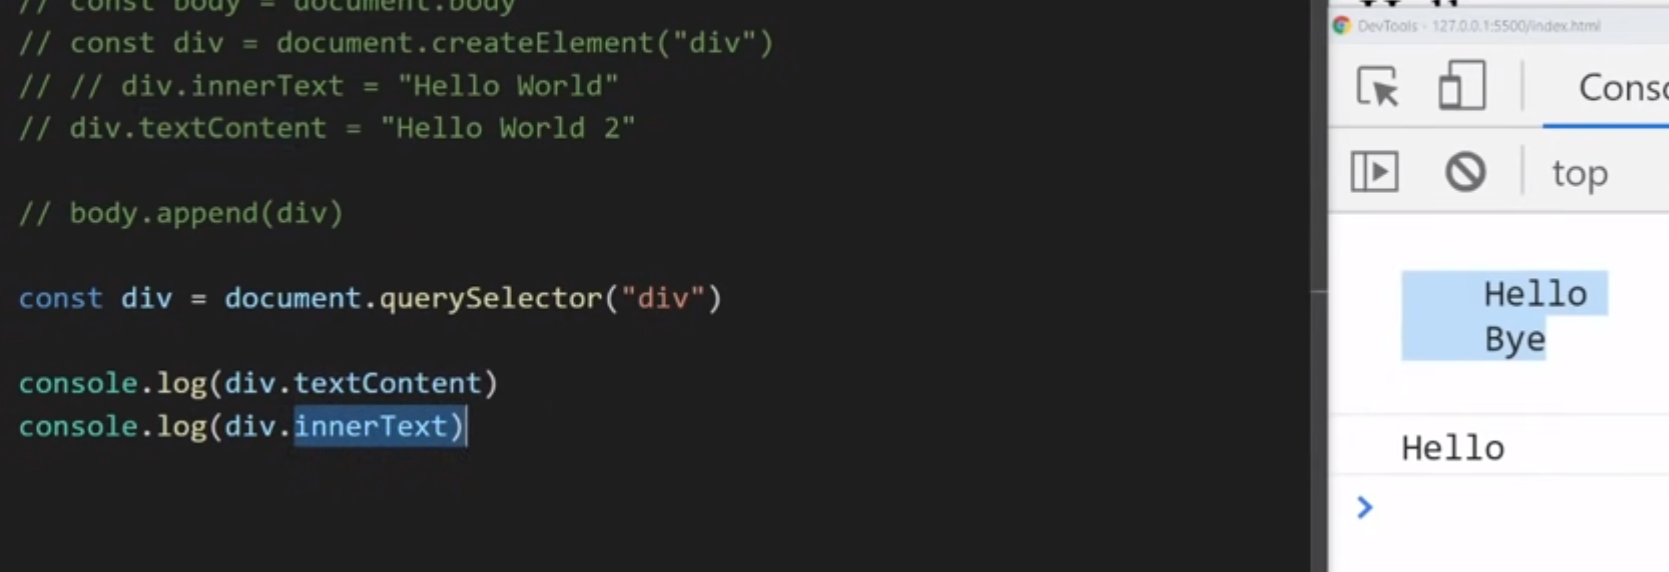 // const body = document.body
// const div = document.createElement("div")
// // div.innerText = "Hello World"
// div.textContent = "Hello World 2"
// body.append(div)
const div = document.querySelector("div")
console.log(div.textContent)
console.log(div.innerText)
DevTools - 127.0.0.1:5500/index.html
top
Hello
Bye
Hello